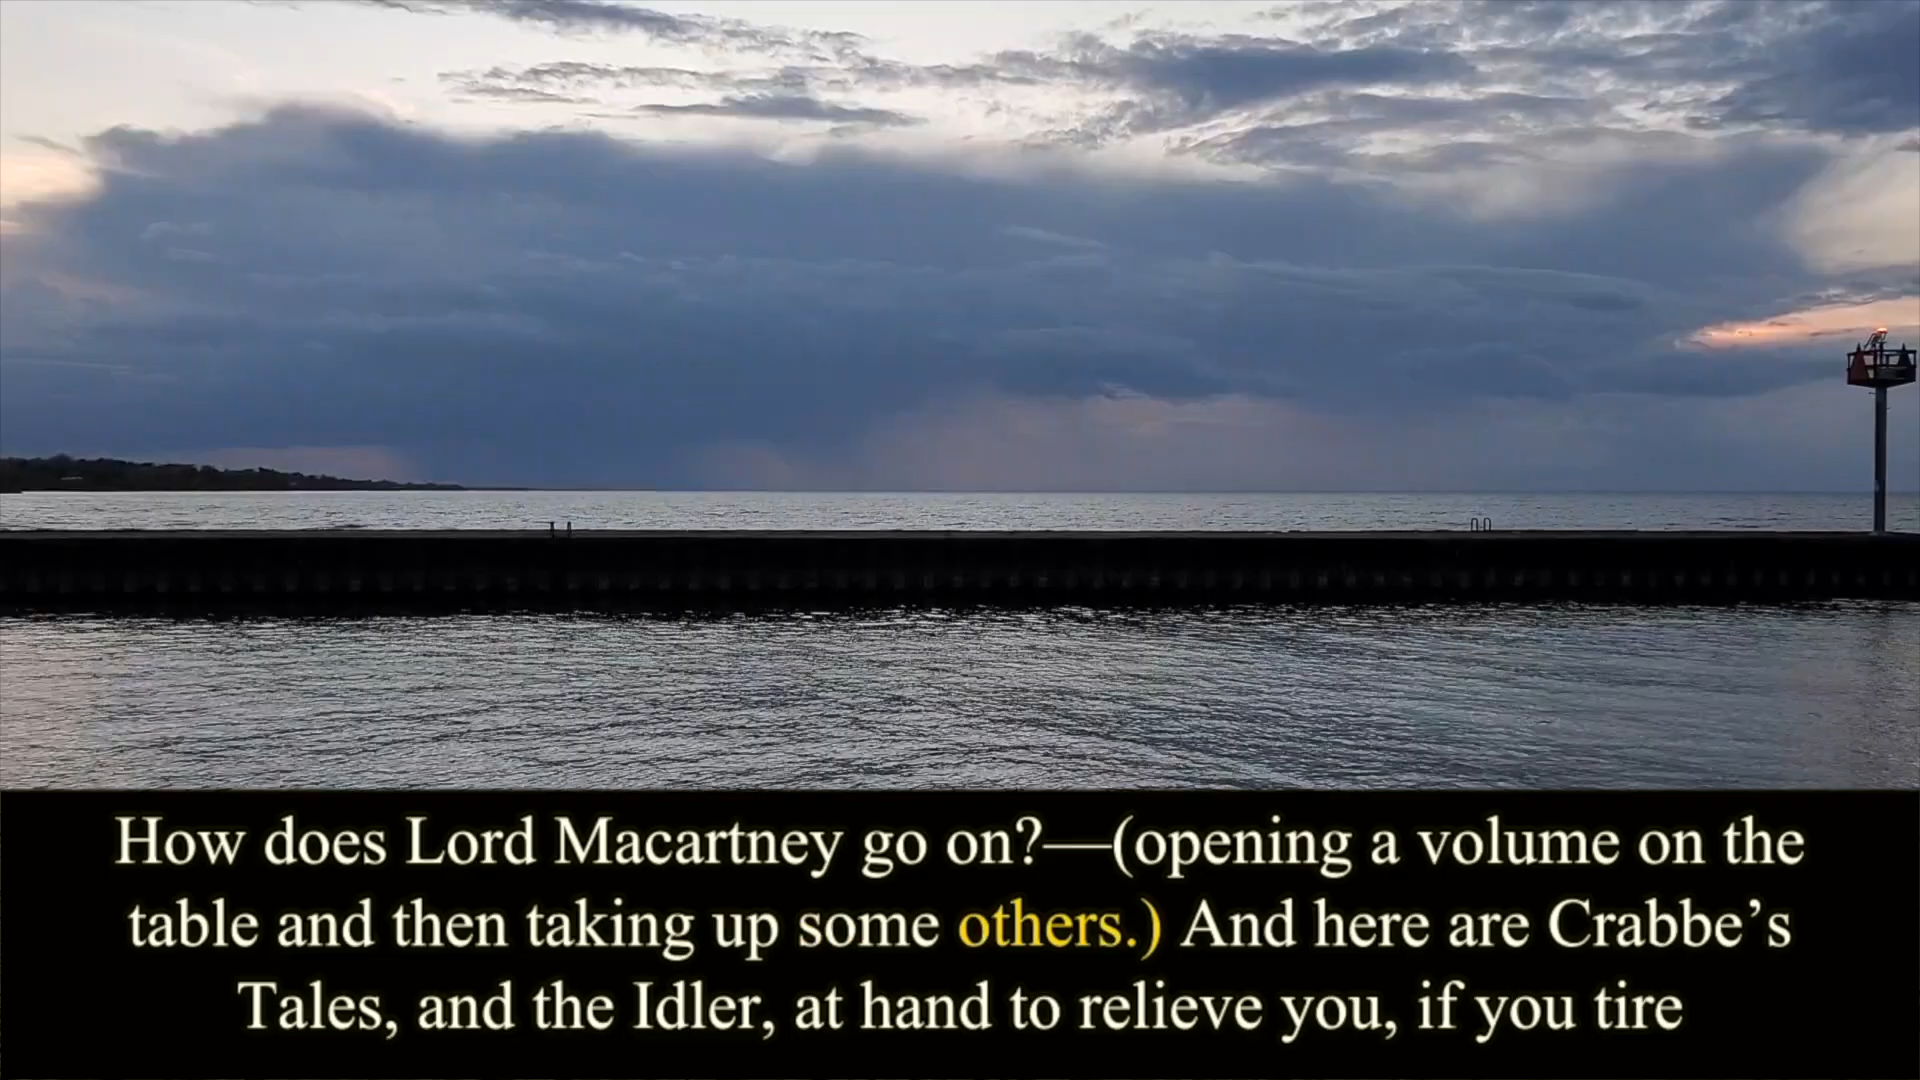 How does Lord Macartney go on?—(opening a volume on the
table and then taking up some others.) And here are Crabbe’s
Tales, and the Idler, at hand to relieve you, if you tire